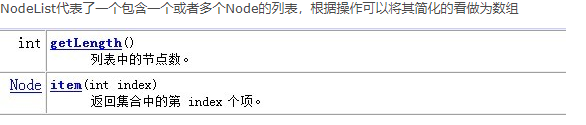 NodeList代表了一个包含一个或者多个Node的列表，根据操作可以将其简化的看做为数组
int getLength()
列表中的节点数。
Node item(int index)
返回集合中的第 index 个项。